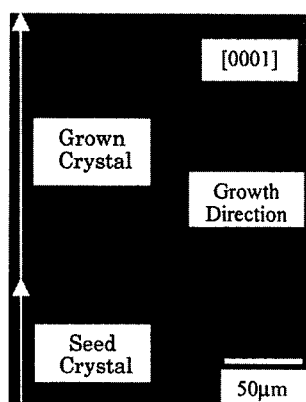 [0001]
Grown
Crystal
Growth
Direction
Seed
Crystal
50μm